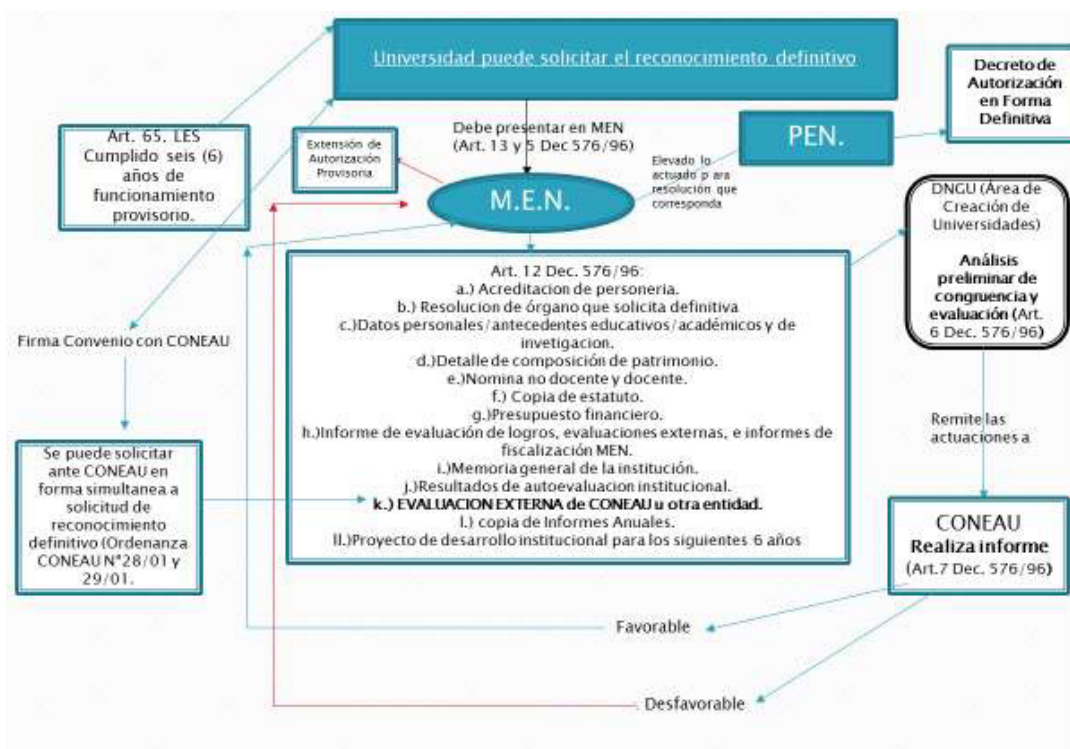 Universidad puede solicitar el reconocimiento definitivo
Decreto de
Autorización
en Forma
Definitiva
Art. 65. LES
Cumplido seis (6)
años de
funcionamiento
provisorio.
Extensión de
Autorización
Provisoria
Debe presentar en MEN
(Art. 13 y 5 Dec 576/96)
PEN.
Elevado lo
actuado p ara
resolución que
corresponda
M.E.N.
DNGU (Área de
Creación de
Universidades)
Análisis
preliminar de
congruencia y
evaluación (Art.
6 Dec. 576/96)
Art. 12 Dec. 576/96:
a.) Acreditacion de personeria.
b.) Resolucion de órgano que solicita definitiva
c.)Datos personales/antecedentes educativos/académicos y de
invetigacion.
d.)Detalle de composición de patrimonio.
e.)Nomina no docente y docente.
f.) Copia de estatuto.
g.)Presupuesto financiero.
h.)Informe de evaluación de logros, evaluaciones externas, e informes de
fiscalización MEN.
i.)Memoria general de la institución.
j.)Resultados de autoevaluacion institucional.
k.) EVALUACION EXTERNA de CONEAU u otra entidad.
l.) copia de Informes Anuales.
ll.)Proyecto de desarrollo institucional para los siguientes 6 años
Firma Convenio con CONEAU
Se puede solicitar
ante CONEAU en
forma simultanea a
solicitud de
reconocimiento
definitivo (Ordenanza
CONEAU N°28/01 y
29/01.
Remite las
actuaciones a
CONEAU
Realiza informe
(Art.7 Dec. 576/96)
Favorable
. Desfavorable